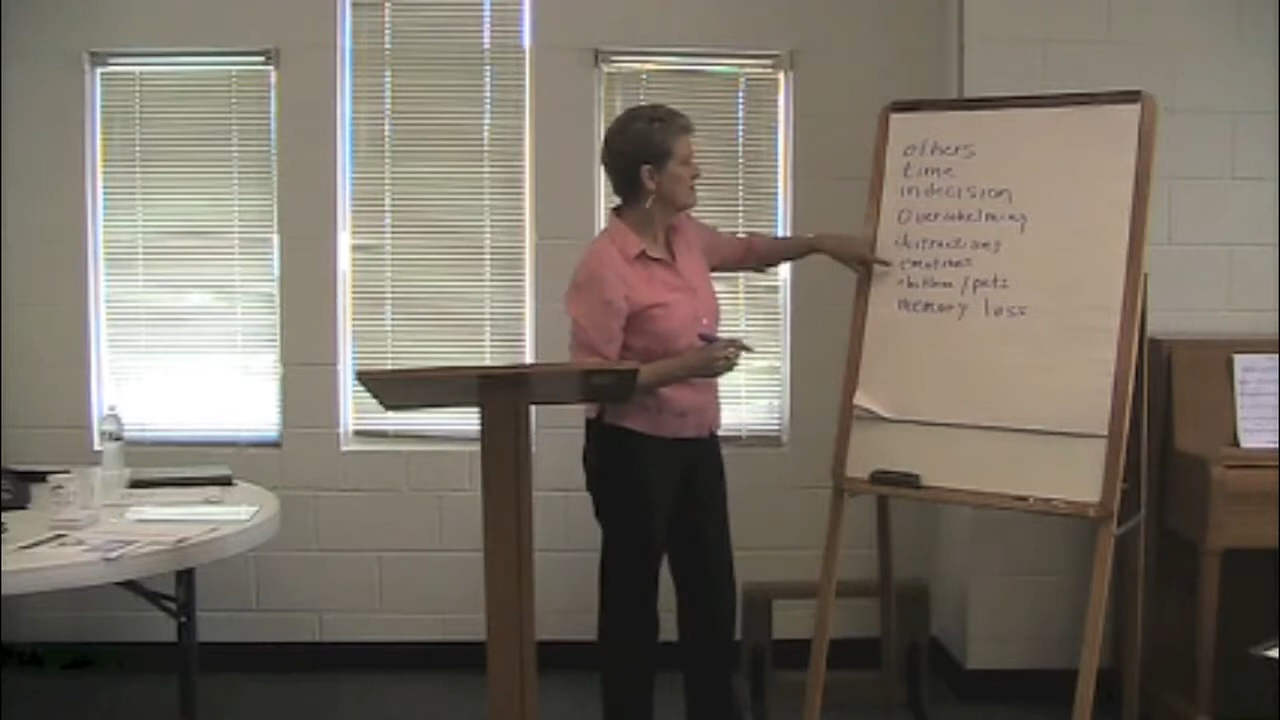 others
time
indecision
Overwhelming
distractions
emotions
children/pets
memory loss